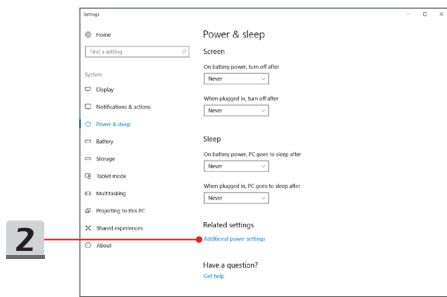 Settings
Home
Find a setting
System
Display
Notifications & actions
Power & sleep
Battery
Storage
Tablet mode
Multitasking
Projecting to this PC
Shared experiences
About
Power & sleep
Screen
On battery power, turn off after
Never
When plugged in, turn off after
Never
Sleep
On battery power, PC goes to sleep after
Never
When plugged in, PC goes to sleep after
Never
Related settings
Additional power settings
Have a question?
Get help
2